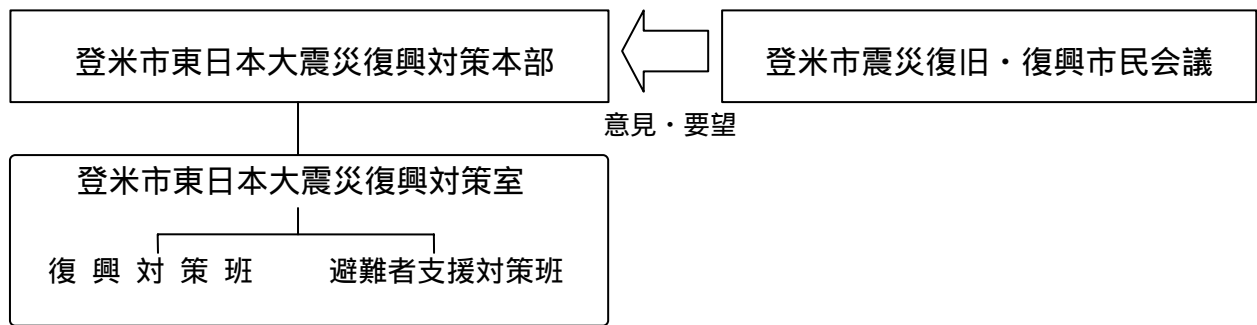 登米市東日本大震災復興対策本部
登米市震災復旧・復興市民会議
意見・要望
登米市東日本大震災復興対策室
復 興 対 策 班
避難者支援対策班